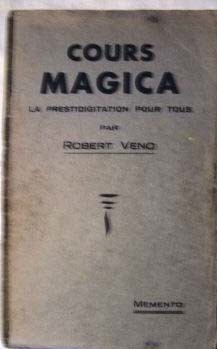 COURS
MAGICA
LA PRESTIDIGITATION POUR TOUS
PAR
ROBERT VENO
MEMENTO